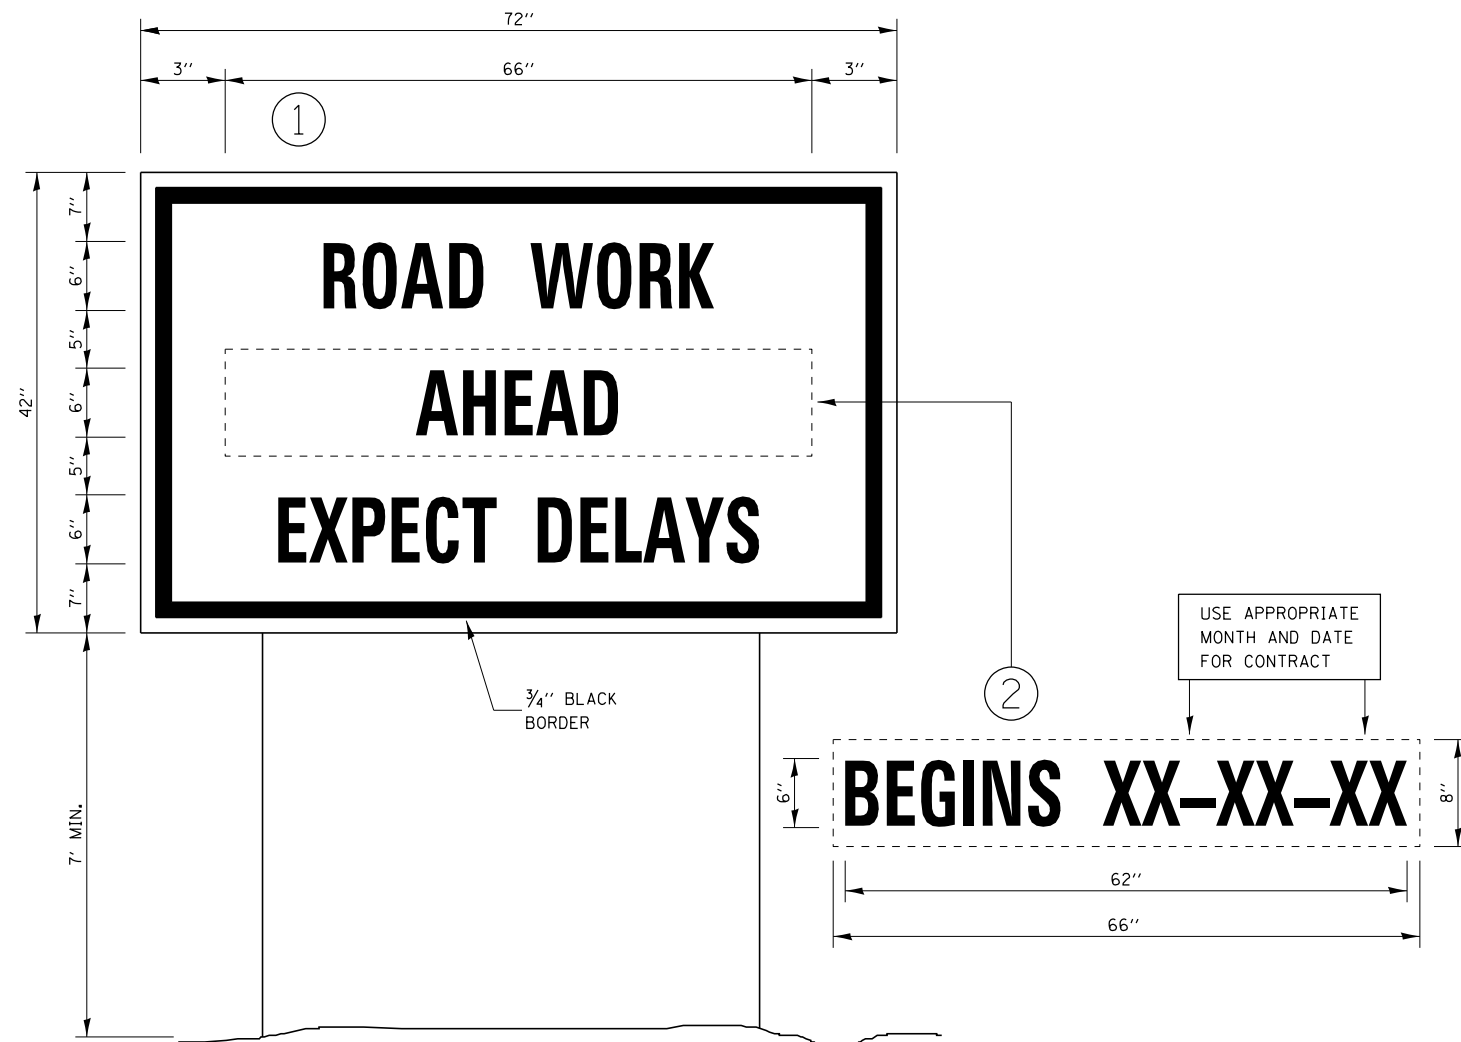 72''
3''
66''
3''
1
7''
6''
5''
6''
5''
6''
7''
42''
ROAD WORK
AHEAD
EXPECT DELAYS
3/4'' BLACK
BORDER
7' MIN.
2
USE APPROPRIATE
MONTH AND DATE
FOR CONTRACT
6''
BEGINS XX-XX-XX
8''
62''
66''